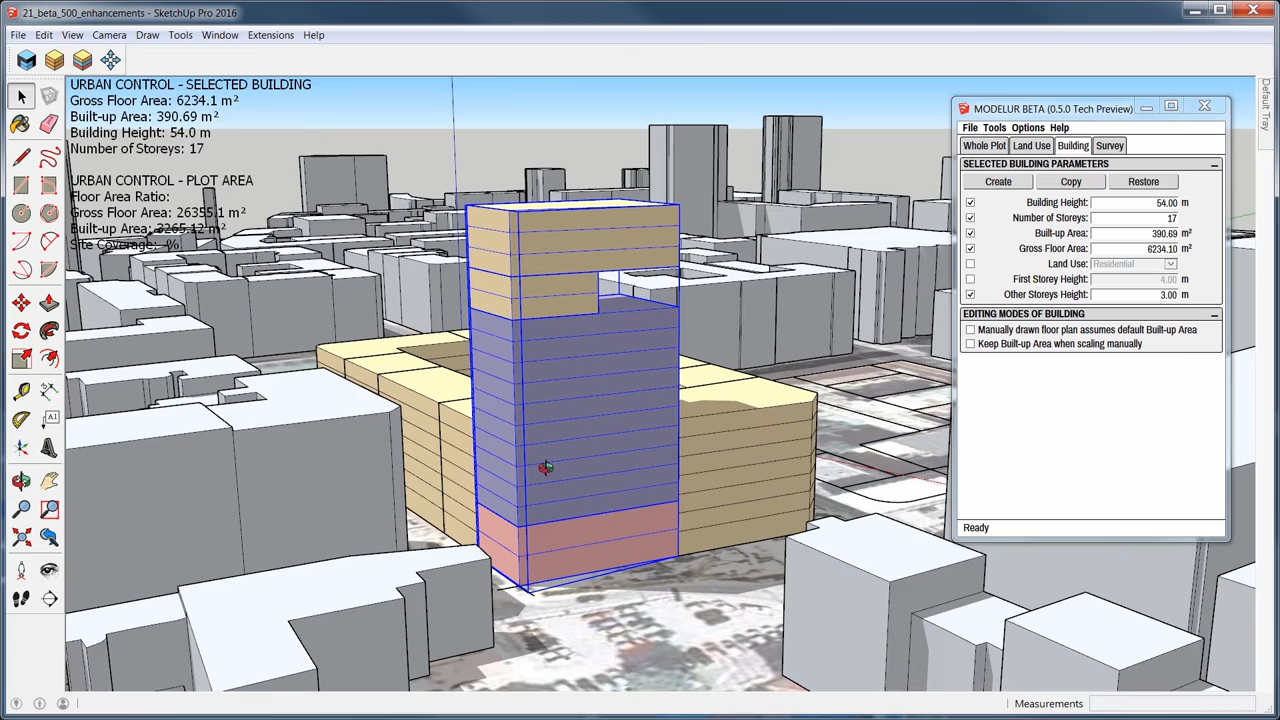 21_beta_500_enhancements - SketchUp Pro 2016
File Edit View Camera Draw Tools Window Extensions Help
URBAN CONTROL - SELECTED BUILDING
Gross Floor Area: 6234.1 m²
Built-up Area: 390.69 m²
Building Height: 54.0 m
Number of Storeys: 17
URBAN CONTROL - PLOT AREA
Floor Area Ratio:
Gross Floor Area: 26355.1 m²
Built-up Area: 3265.12 m²
Site Coverage: -%
A1
Default Tray
MODELUR BETA (0.5.0 Tech Preview)
File Tools Options Help
Whole Plot Land Use Building Survey
SELECTED BUILDING PARAMETERS
Create Copy Restore
Building Height: 54.00 m
Number of Storeys: 17
Built-up Area: 390.69 m²
Gross Floor Area: 6234.10 m²
Land Use: Residential
First Storey Height: 4.00 m
Other Storeys Height: 3.00 m
EDITING MODES OF BUILDING
Manually drawn floor plan assumes default Built-up Area
Keep Built-up Area when scaling manually
Ready
Measurements